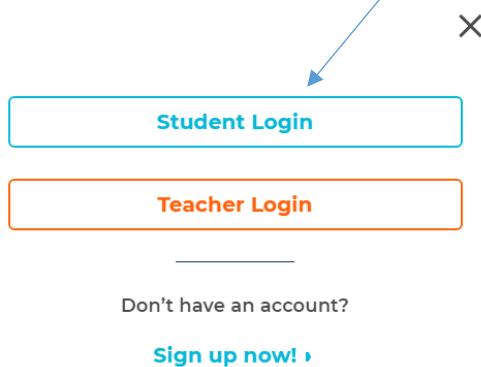 Student Login
Teacher Login
Don’t have an account?
Sign up now!